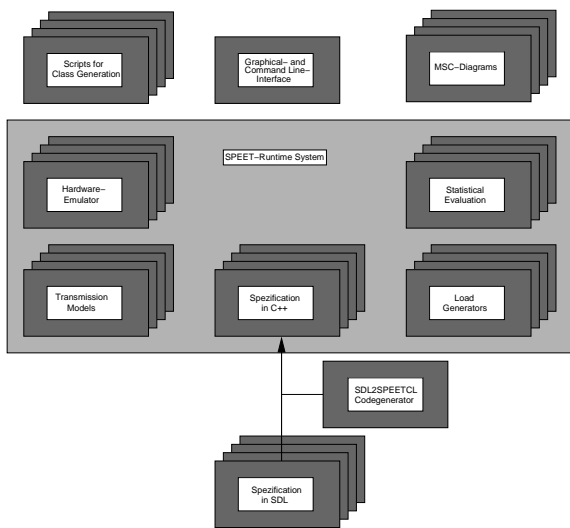 Scripts for
Class Generation
Graphical– and
Command Line–
Interface
MSC–Diagrams
SPEET–Runtime System
Hardware–
Emulator
Statistical
Evaluation
Transmission
Models
Spezification
in C++
Load
Generators
SDL2SPEETCL
Codegenerator
Spezification
in SDL